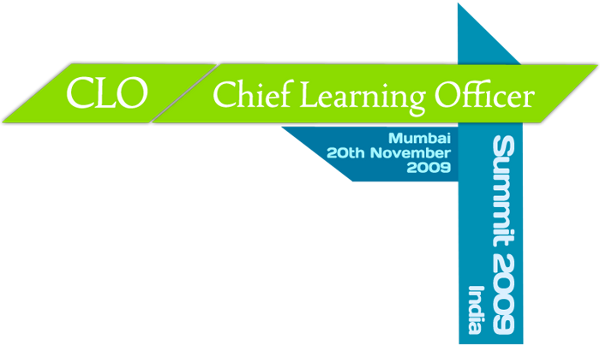 CLO Chief Learning Officer
Mumbai
20th November
2009
Summit 2009
India